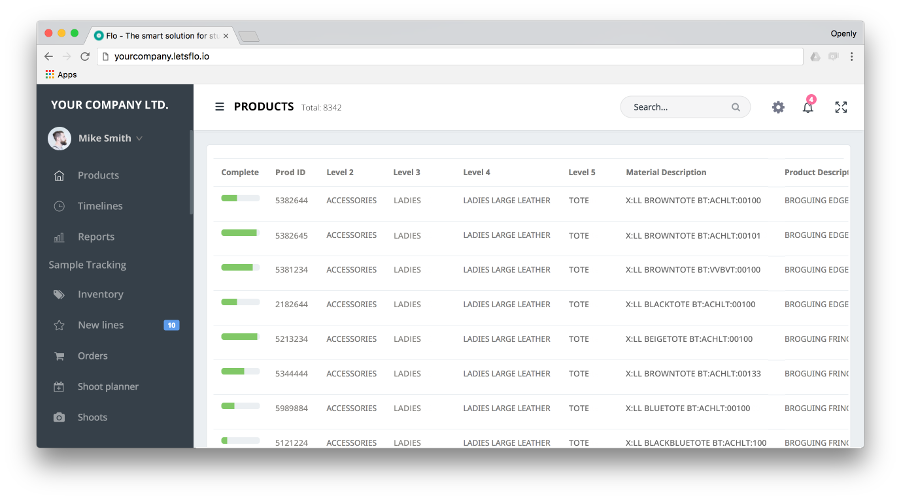 Flo - The smart solution for stu
Openly
yourcompany.letsflo.io
Apps
YOUR COMPANY LTD.
Mike Smith
Products
Timelines
Reports
Sample Tracking
Inventory
New lines 10
Orders
Shoot planner
Shoots
PRODUCTS Total: 8342
Search...
4
Complete Prod ID Level 2 Level 3 Level 4 Level 5 Material Description Product Descript
5382644 ACCESSORIES LADIES LADIES LARGE LEATHER TOTE X:LL BROWNTOTE BT:ACHLT:00100 BROGUING EDGE
5382645 ACCESSORIES LADIES LADIES LARGE LEATHER TOTE X:LL BROWNTOTE BT:ACHLT:00101 BROGUING EDGE
5381234 ACCESSORIES LADIES LADIES LARGE LEATHER TOTE X:LL BROWNTOTE BT:VVBVT:00100 BROGUING EDGE
2182644 ACCESSORIES LADIES LADIES LARGE LEATHER TOTE X:LL BLACKTOTE BT:ACHLT:00100 BROGUING EDGE
5213234 ACCESSORIES LADIES LADIES LARGE LEATHER TOTE X:LL BEIGETOTE BT:ACHLT:00100 BROGUING FRING
5344444 ACCESSORIES LADIES LADIES LARGE LEATHER TOTE X:LL BROWNTOTE BT:ACHLT:00133 BROGUING FRING
5989884 ACCESSORIES LADIES LADIES LARGE LEATHER TOTE X:LL BLUETOTE BT:ACHLT:00100 BROGUING FRING
5121224 ACCESSORIES LADIES LADIES LARGE LEATHER TOTE X:LL BLACKBLUETOTE BT:ACHLT:100 BROGUING FRING